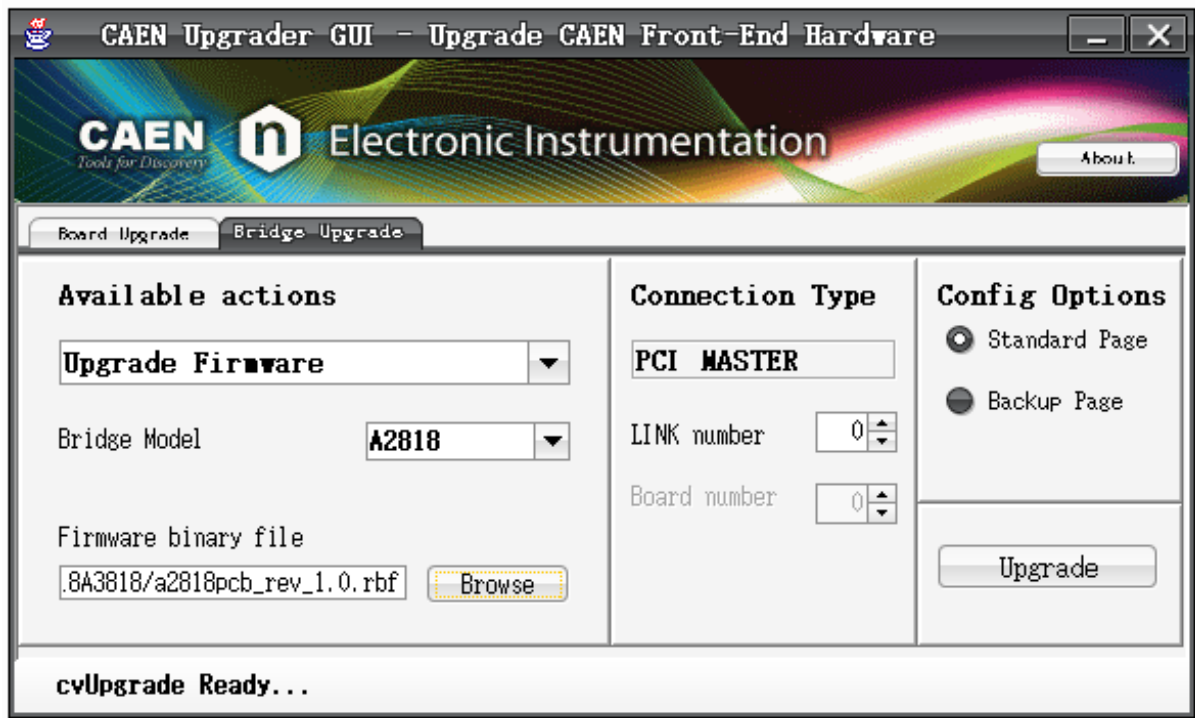 CAEN Upgrader GUI - Upgrade CAEN Front-End Hardware
CAEN n Electronic Instrumentation
Tools for Discovery
About
Board Upgrade Bridge Upgrade
Available actions
Upgrade Firmware
Bridge Model A2818
Firmware binary file
.8A3818/a2818pcb_rev_1.0.rbf Browse
Connection Type
PCI MASTER
LINK number 0
Board number 0
Config Options
Standard Page
Backup Page
Upgrade
cvUpgrade Ready...